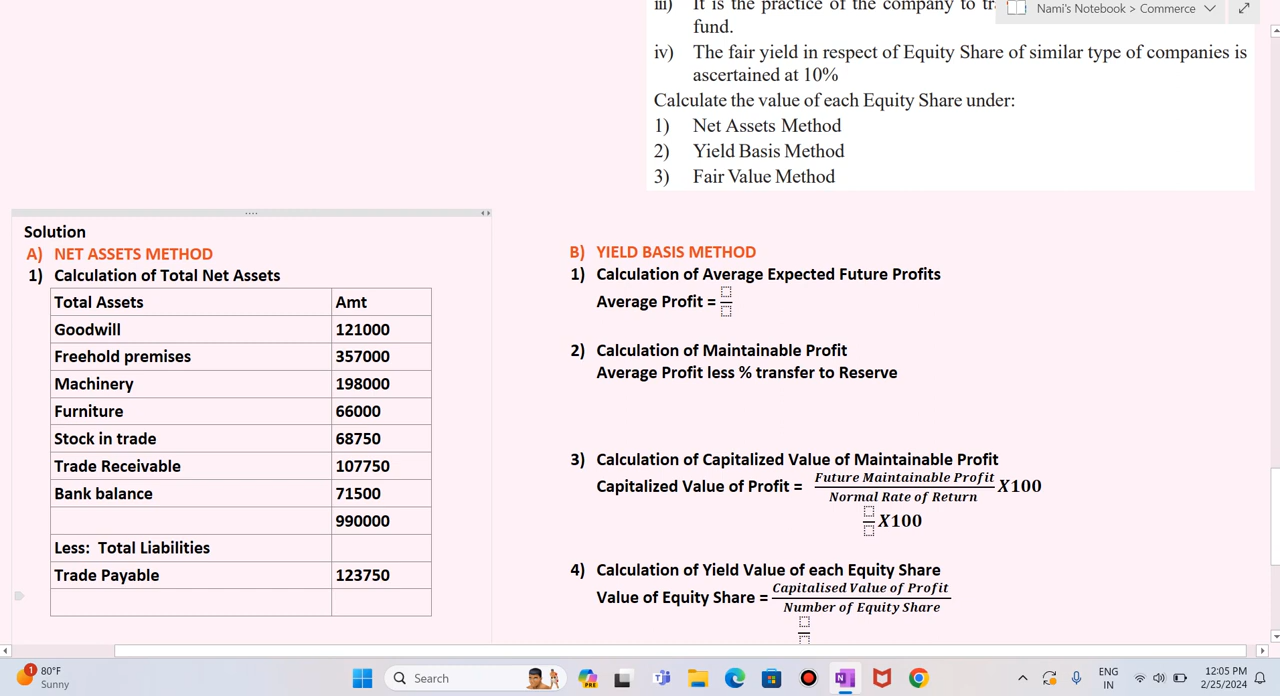 iii) It is the practice of the company to
Nami's Notebook > Commerce
fund.
iv) The fair yield in respect of Equity Share of similar type of companies is
ascertained at 10%
Calculate the value of each Equity Share under:
1) Net Assets Method
2) Yield Basis Method
3) Fair Value Method
Solution
A) NET ASSETS METHOD
1) Calculation of Total Net Assets
Total Assets Amt
Goodwill 121000
Freehold premises 357000
Machinery 198000
Furniture 66000
Stock in trade 68750
Trade Receivable 107750
Bank balance 71500
990000
Less: Total Liabilities
Trade Payable 123750
B) YIELD BASIS METHOD
1) Calculation of Average Expected Future Profits
Average Profit =
2) Calculation of Maintainable Profit
Average Profit less % transfer to Reserve
3) Calculation of Capitalized Value of Maintainable Profit
Capitalized Value of Profit = Future Maintainable Profit
Normal Rate of Return X100
X100
4) Calculation of Yield Value of each Equity Share
Value of Equity Share = Capitalised Value of Profit
Number of Equity Share
1
80°F
Sunny
Search
PRE
ENG
IN
12:05 PM
2/25/2024